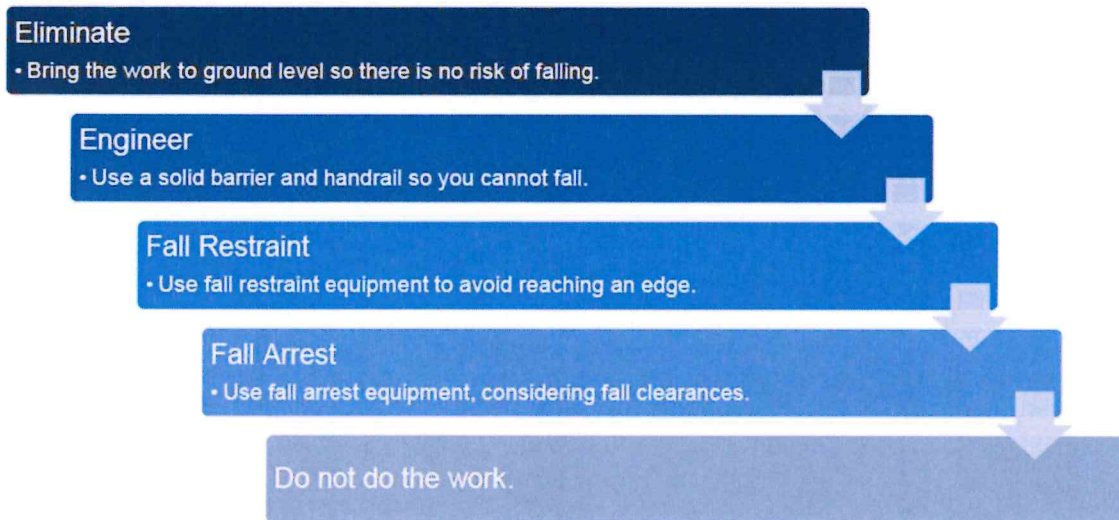 Eliminate
• Bring the work to ground level so there is no risk of falling.
Engineer
• Use a solid barrier and handrail so you cannot fall.
Fall Restraint
• Use fall restraint equipment to avoid reaching an edge.
Fall Arrest
• Use fall arrest equipment, considering fall clearances.
Do not do the work.